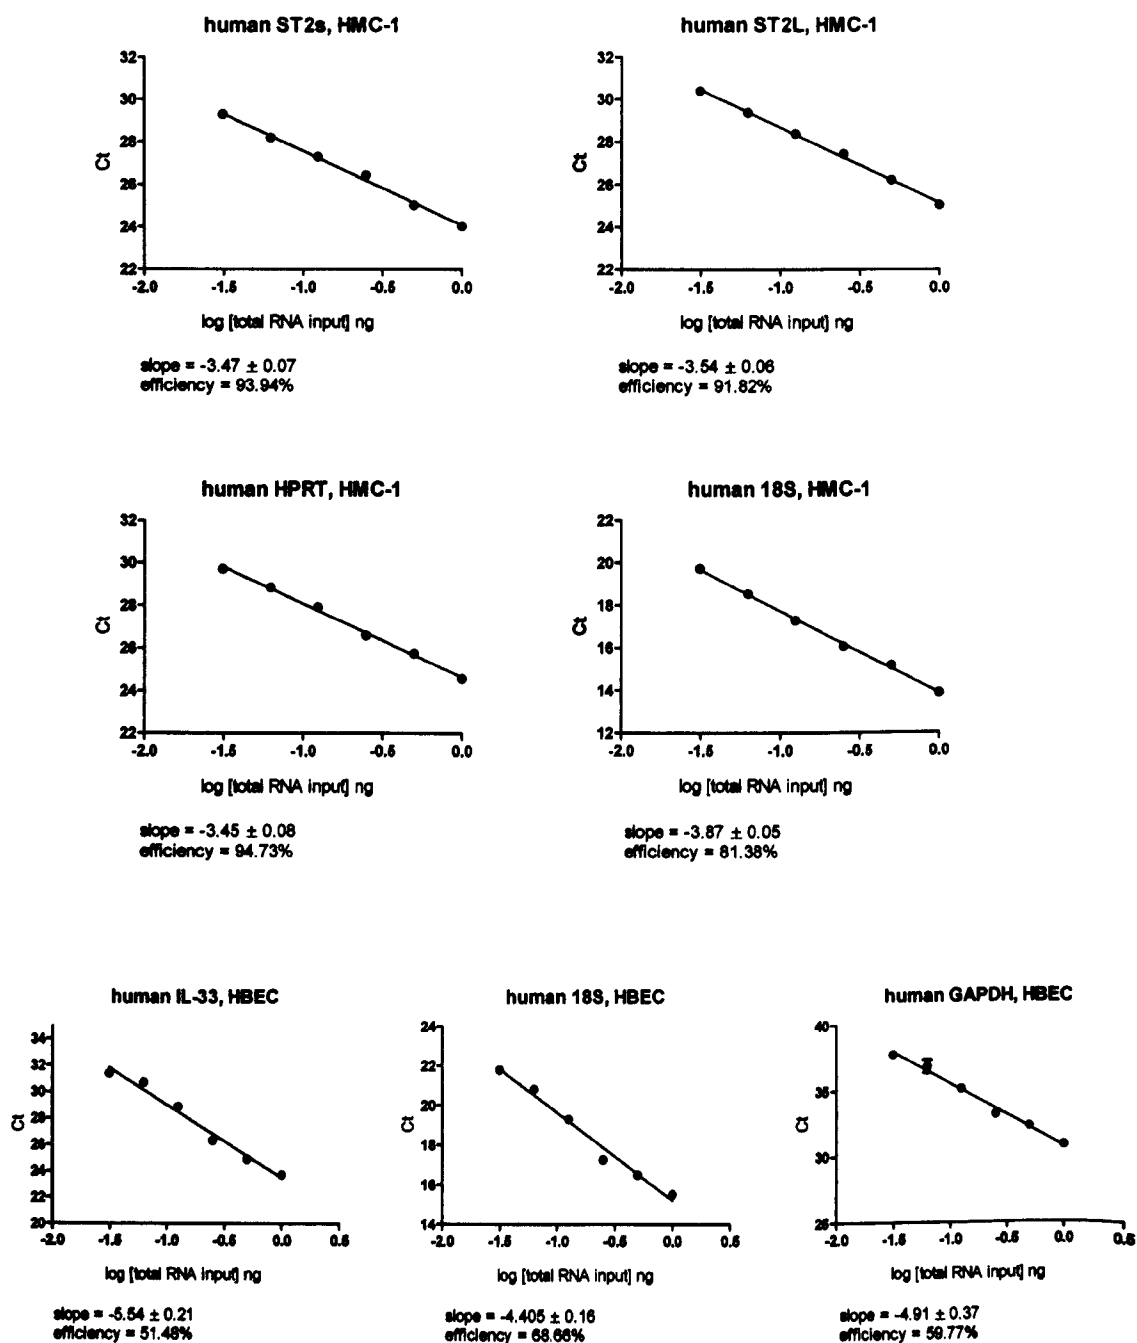 human ST2s, HMC-1
32
30
28
26
24
22
Ct
-2.0 -1.5 -1.0 -0.5 0.0
log [total RNA input] ng
slope = -3.47 ± 0.07
efficiency = 93.94%
human ST2L, HMC-1
32
30
28
26
24
22
Ct
-2.0 -1.5 -1.0 -0.5 0.0
log [total RNA input] ng
slope = -3.54 ± 0.06
efficiency = 91.82%
human HPRT, HMC-1
32
30
28
26
24
22
Ct
-2.0 -1.5 -1.0 -0.5 0.0
log [total RNA input] ng
slope = -3.45 ± 0.08
efficiency = 94.73%
human 18S, HMC-1
22
20
18
16
14
12
Ct
-2.0 -1.5 -1.0 -0.5 0.0
log [total RNA input] ng
slope = -3.87 ± 0.05
efficiency = 81.38%
human IL-33, HBEC
34
32
30
28
26
24
22
20
Ct
-2.0 -1.5 -1.0 -0.5 0.0 0.5
log [total RNA input] ng
slope = -5.54 ± 0.21
efficiency = 51.48%
human 18S, HBEC
24
22
20
18
16
14
Ct
-2.0 -1.5 -1.0 -0.5 0.0 0.5
log [total RNA input] ng
slope = -4.405 ± 0.16
efficiency = 68.66%
human GAPDH, HBEC
40
35
30
25
Ct
-2.0 -1.5 -1.0 -0.5 0.0 0.5
log [total RNA input] ng
slope = -4.91 ± 0.37
efficiency = 59.77%